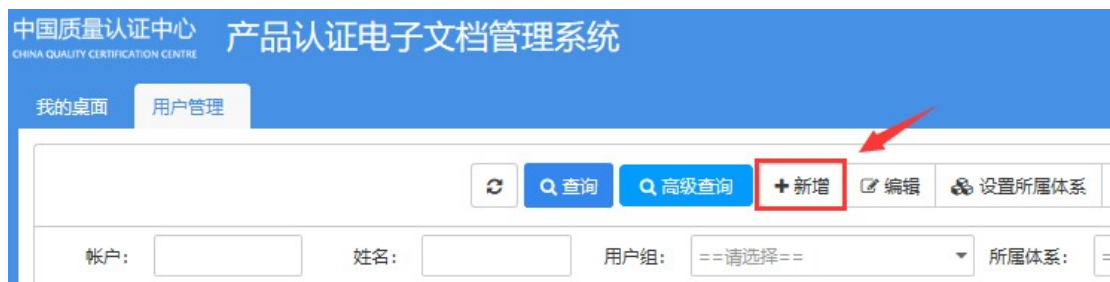 中国质量认证中心 产品认证电子文档管理系统
CHINA QUALITY CERTIFICATION CENTRE
我的桌面 用户管理
查询 高级查询 新增 编辑 设置所属体系
帐户: 姓名: 用户组: ==请选择== 所属体系: =